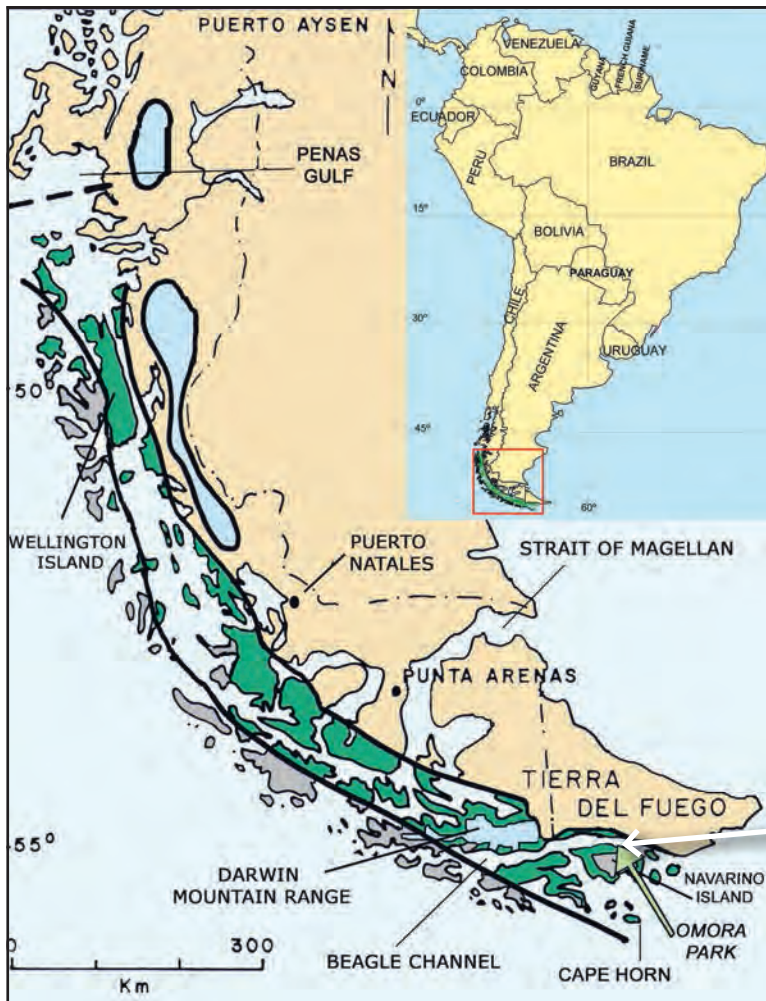 PUERTO AYSEN
N
PENAS
GULF
50°
WELLINGTON
ISLAND
PUERTO
NATALES
STRAIT OF MAGELLAN
PUNTA ARENAS
TIERRA
DEL FUEGO
55°
DARWIN
MOUNTAIN RANGE
NAVARINO
ISLAND
OMORA
PARK
BEAGLE CHANNEL
CAPE HORN
0
300
Km
VENEZUELA
GUYANA
FRENCH GUIANA
SURINAME
COLOMBIA
0°
ECUADOR
PERU
BRAZIL
15°
BOLIVIA
PARAGUAY
CHILE
30°
ARGENTINA
URUGUAY
45°
60°